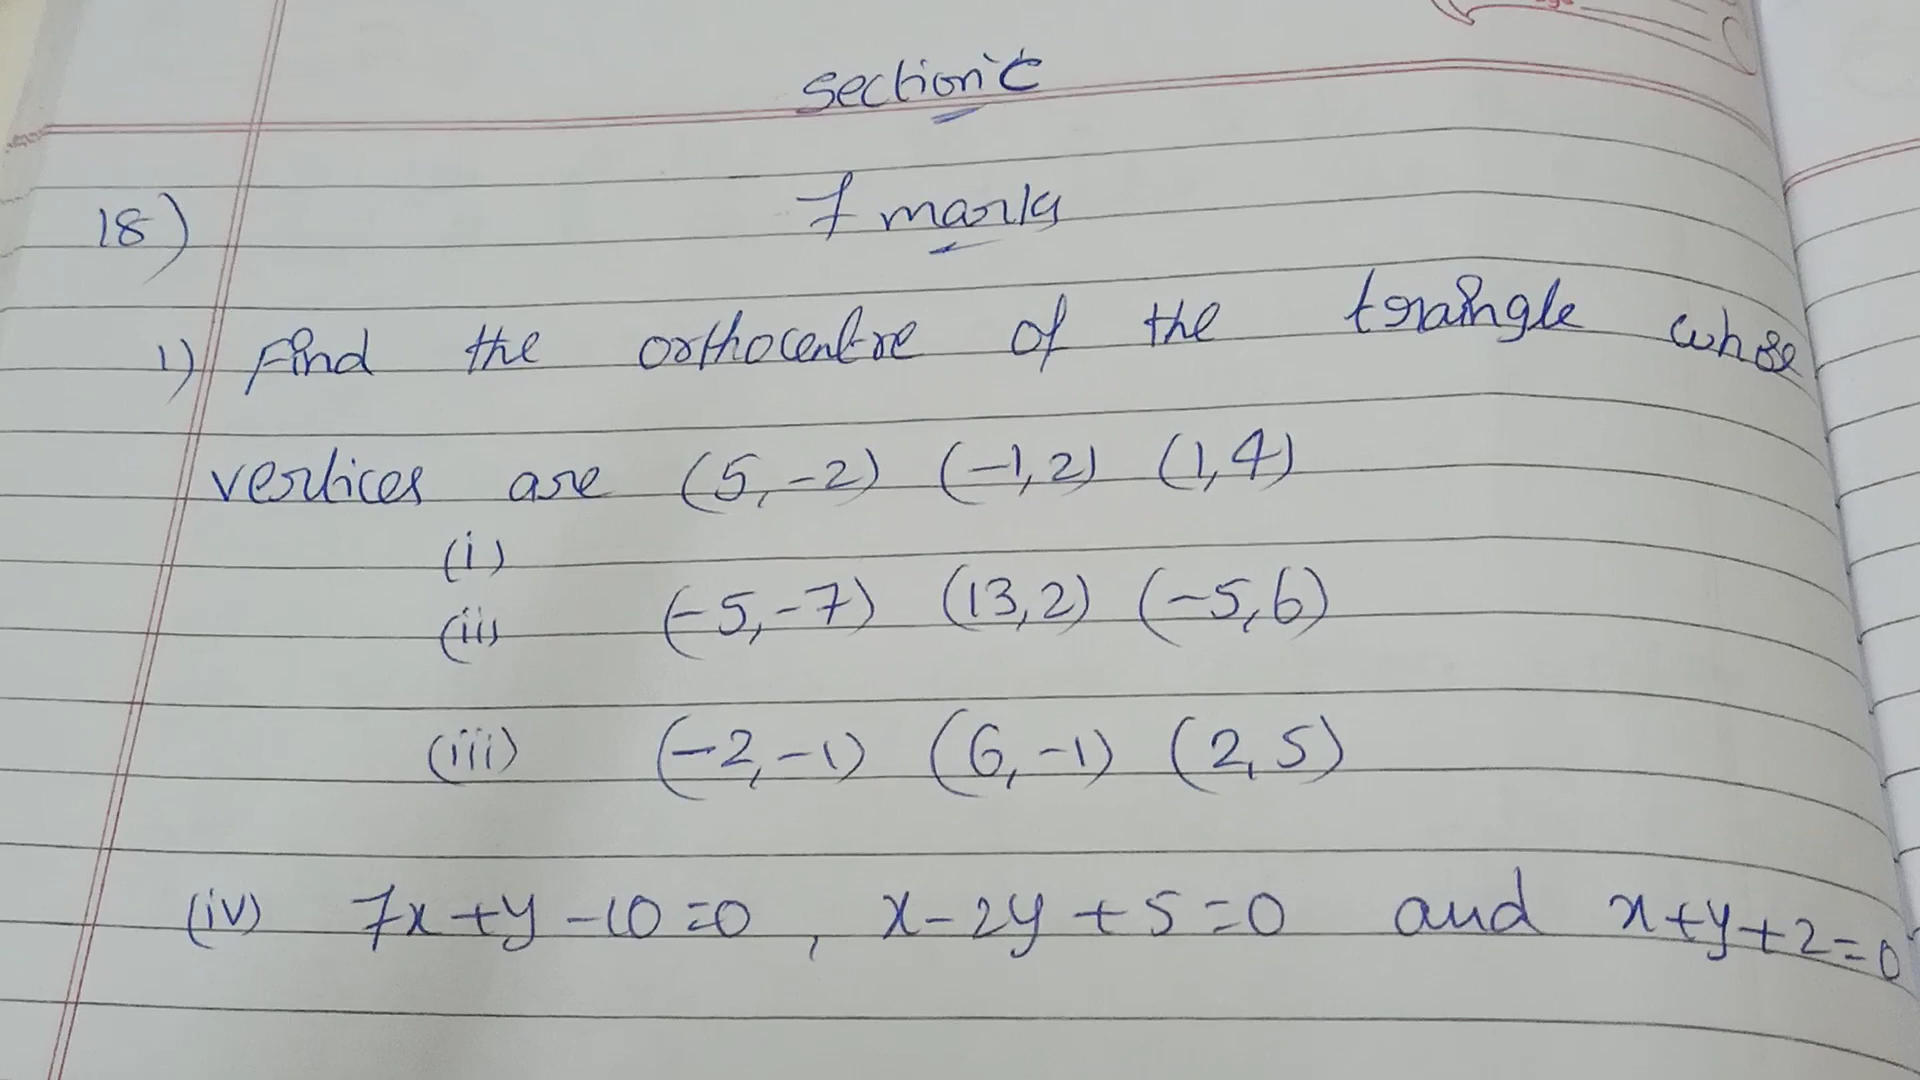 section 'c
7 marks
18)
1) Find the orthocentre of the traingle whose
vertices are (5,-2) (-1,2) (1,4)
(i)
(ii) (-5,-7) (13,2) (-5,6)
(iii) (-2,-1) (6,-1) (2,5)
(iv) 7x+y-10=0, x-2y+5=0 and x+y+2=0